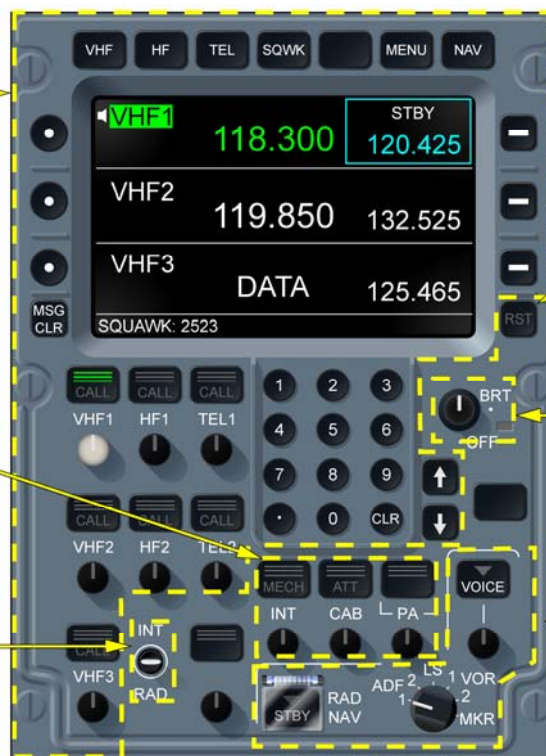 VHF HF TEL SQWK MENU NAV
VHF1 118.300 STBY
120.425
VHF2 119.850 132.525
VHF3 DATA 125.465
SQUAWK: 2523
MSG
CLR
RST
CALL CALL CALL
VHF1 HF1 TEL1
1 2 3
BRT
OFF
4 5 6
7 8 9
· 0 CLR
↑
↓
CALL CALL CALL
VHF2 HF2 TEL2
MECH ATT VOICE
INT CAB PA
CALL
INT
RAD
VHF3
STBY
RAD
NAV
ADF 1 2 LS 1 VOR 2 MKR